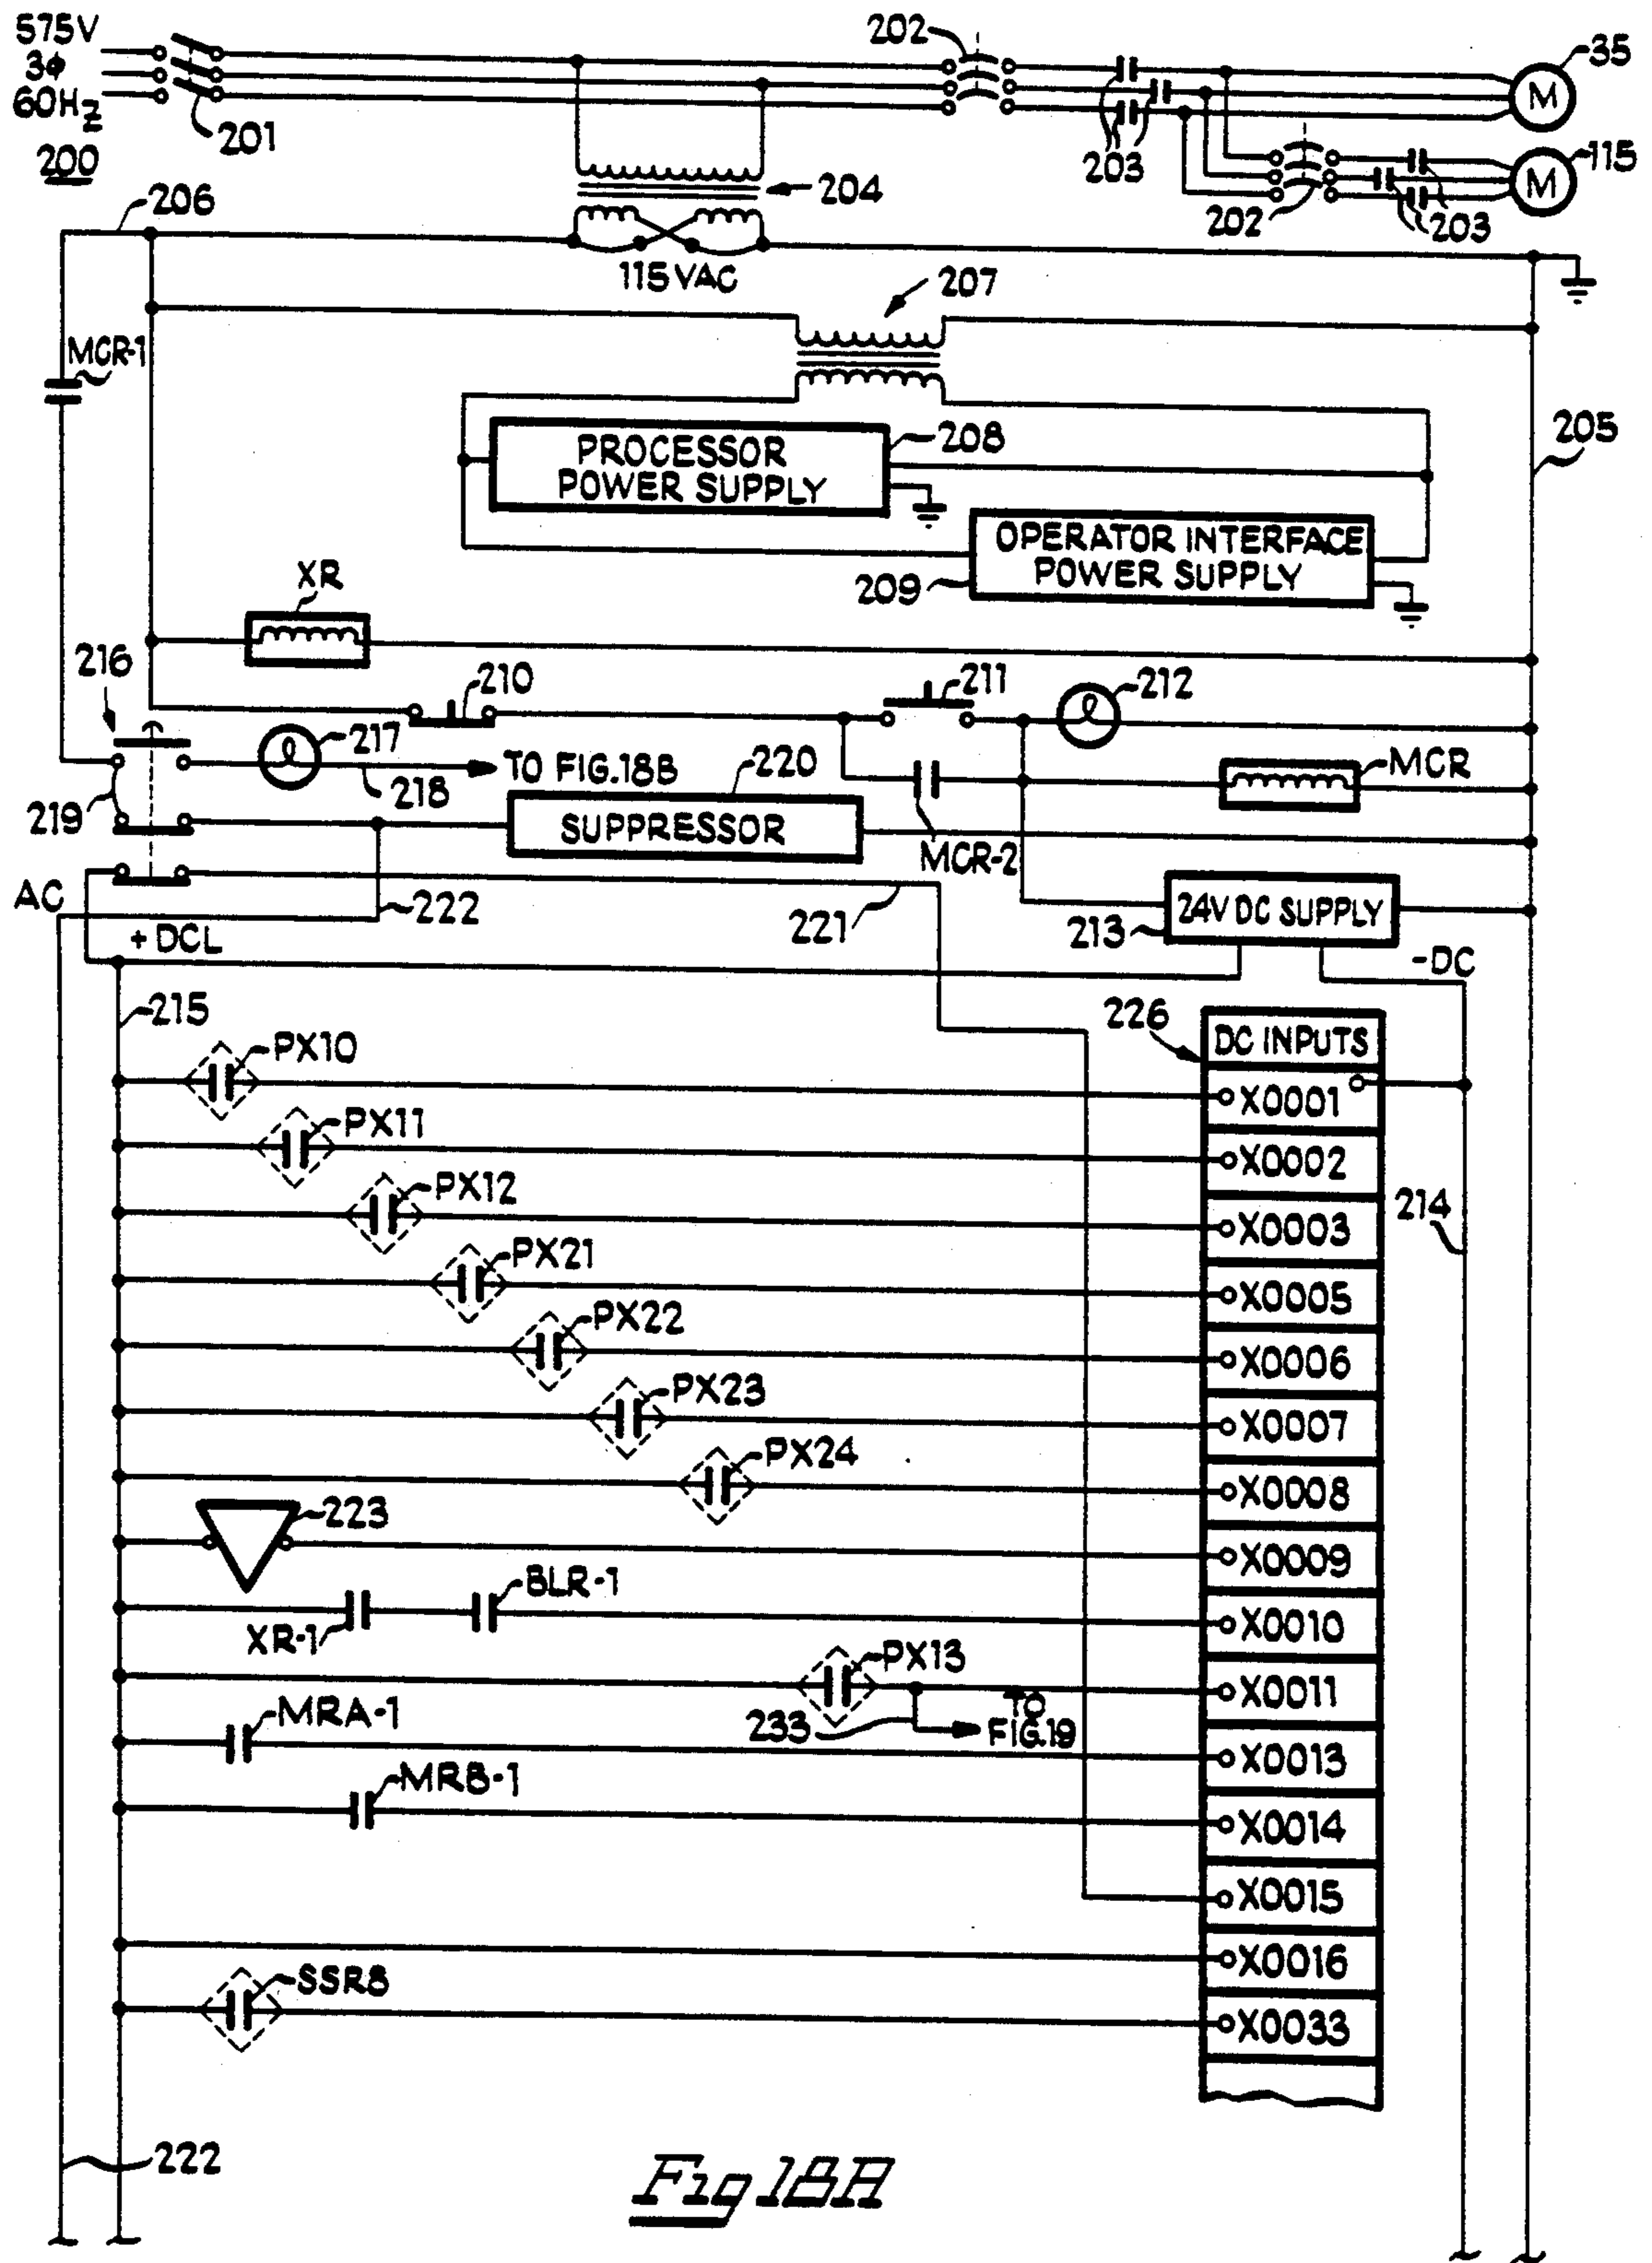 575V
3ϕ
60Hz
200
201
202
203
35
115
202
203
204
206
115VAC
207
MCR-1
PROCESSOR
POWER SUPPLY
208
205
OPERATOR INTERFACE
POWER SUPPLY
209
XR
216
210
211
212
217
218
TO FIG.18B
220
MCR
219
SUPPRESSOR
MCR-2
AC
222
221
24V DC SUPPLY
213
+DCL
-DC
215
226
DC INPUTS
PX10
X0001
PX11
X0002
PX12
X0003
214
PX21
X0005
PX22
X0006
PX23
X0007
PX24
X0008
223
X0009
BLR-1
XR-1
X0010
PX13
X0011
233
TO
FIG.19
MRA-1
X0013
MRB-1
X0014
X0015
X0016
SSR8
X0033
222
Fig 18A